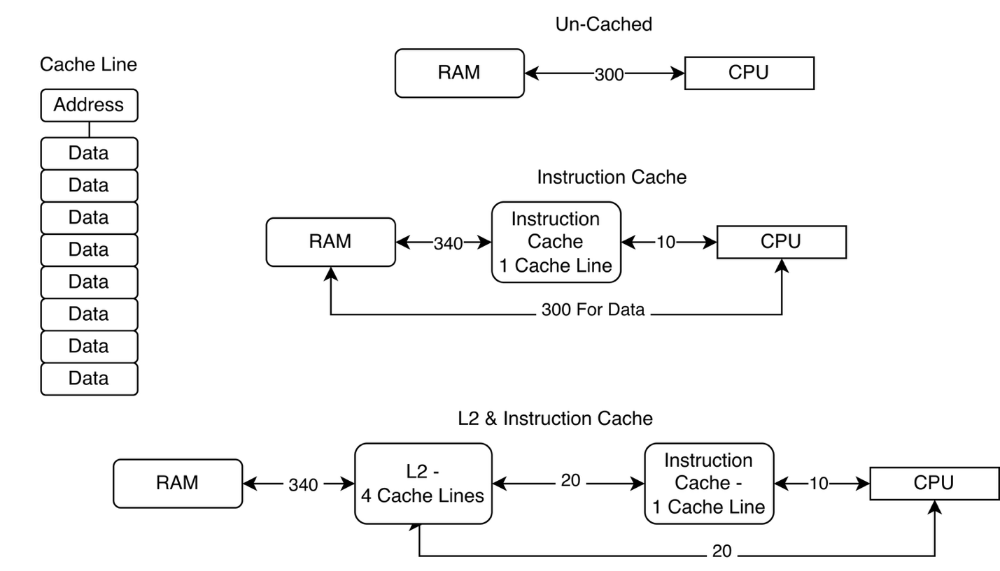 Un-Cached
RAM
300
CPU
Cache Line
Address
Data
Data
Data
Data
Data
Data
Data
Data
Instruction Cache
RAM
340
Instruction
Cache
1 Cache Line
10
CPU
300 For Data
L2 & Instruction Cache
RAM
340
L2 -
4 Cache Lines
20
Instruction
Cache -
1 Cache Line
10
CPU
20